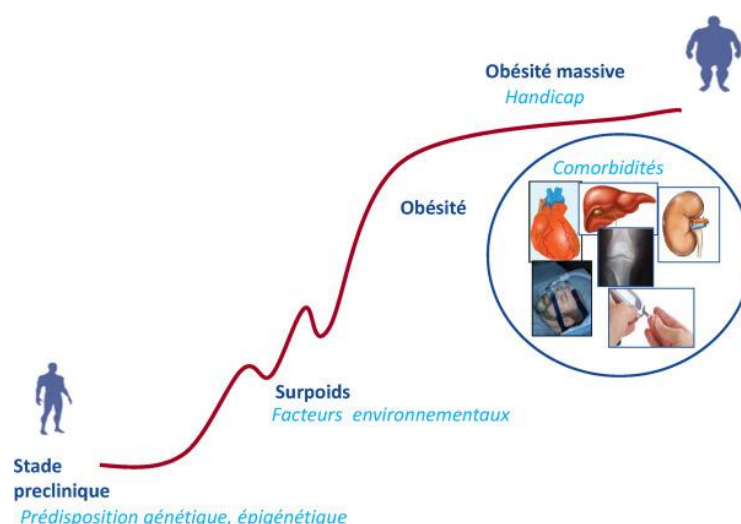 Obésité massive
Handicap
Comorbidités
Obésité
Surpoids
Facteurs environnementaux
Stade
preclinique
Prédisposition génétique, épigénétique